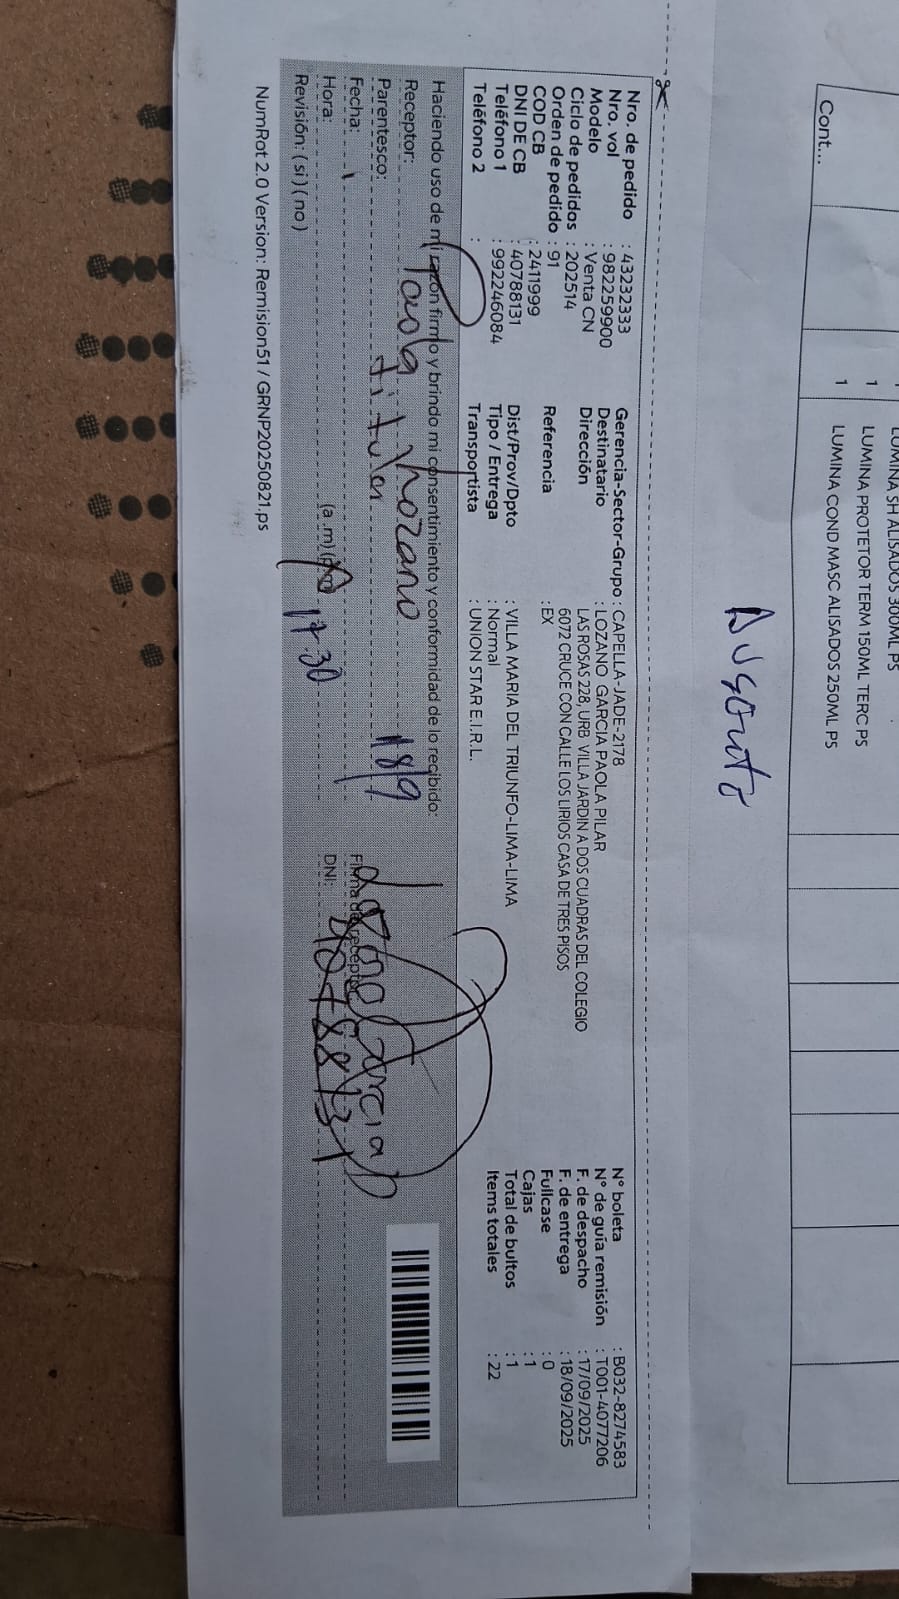 Cont...
LUMINA SH ALISADOS 300ML PS
1 LUMINA PROTETOR TERM 150ML TERC PS
1 LUMINA COND MASC ALISADOS 250ML PS
Nro. de pedido : 43232333
Nro. vol : 982259900
Modelo : Venta CN
Ciclo de pedidos : 202514
Orden de pedido : 91
COD CB : 2411999
DNI DE CB : 40788131
Teléfono 1 : 992246084
Teléfono 2 :
Gerencia-Sector-Grupo : CAPELLA-JADE-2178
Destinatario : LOZANO GARCIA PAOLA PILAR
Dirección : LAS ROSAS 228, URB VILLA JARDIN A DOS CUADRAS DEL COLEGIO
6072 CRUCE CON CALLE LOS LIRIOS CASA DE TRES PISOS
Referencia : EX
Dist/Prov/Dpto : VILLA MARIA DEL TRIUNFO-LIMA-LIMA
Tipo / Entrega : Normal
Transportista : UNION STAR E.I.R.L.
N° boleta : B032-8274583
N° de guía remisión : T001-4077206
F. de despacho : 17/09/2025
F. de entrega : 18/09/2025
Fullcase : 0
Cajas : 1
Total de bultos : 1
Items totales : 22
Haciendo uso de mi razón firmo y brindo mi consentimiento y conformidad de lo recibido:
Receptor: Paola Lozano
Parentesco: titular
Fecha: 18/9
Firma de receptor Lozano Garcia P
Hora: (a .m) (p.m) 17:30
DNI: 40788131
Revisión: ( si ) ( no )
NumRot 2.0 Version: Remision51 / GRNP20250821.ps